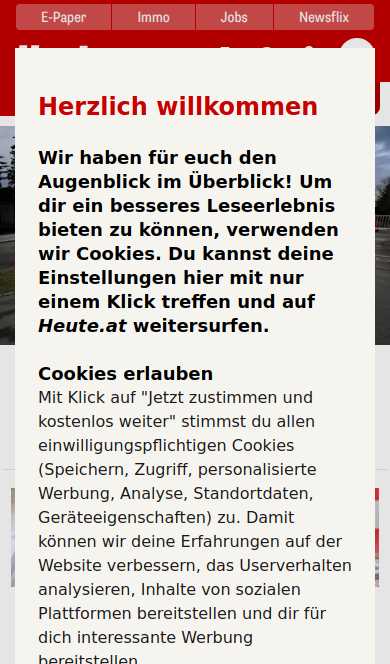 E-Paper Immo Jobs Newsflix
Herzlich willkommen
Wir haben für euch den
Augenblick im Überblick! Um
dir ein besseres Leseerlebnis
bieten zu können, verwenden
wir Cookies. Du kannst deine
Einstellungen hier mit nur
einem Klick treffen und auf
Heute.at weitersurfen.
Cookies erlauben
Mit Klick auf "Jetzt zustimmen und
kostenlos weiter" stimmst du allen
einwilligungspflichtigen Cookies
(Speichern, Zugriff, personalisierte
Werbung, Analyse, Standortdaten,
Geräteeigenschaften) zu. Damit
können wir deine Erfahrungen auf der
Website verbessern, das Userverhalten
analysieren, Inhalte von sozialen
Plattformen bereitstellen und dir für
dich interessante Werbung
bereitstellen